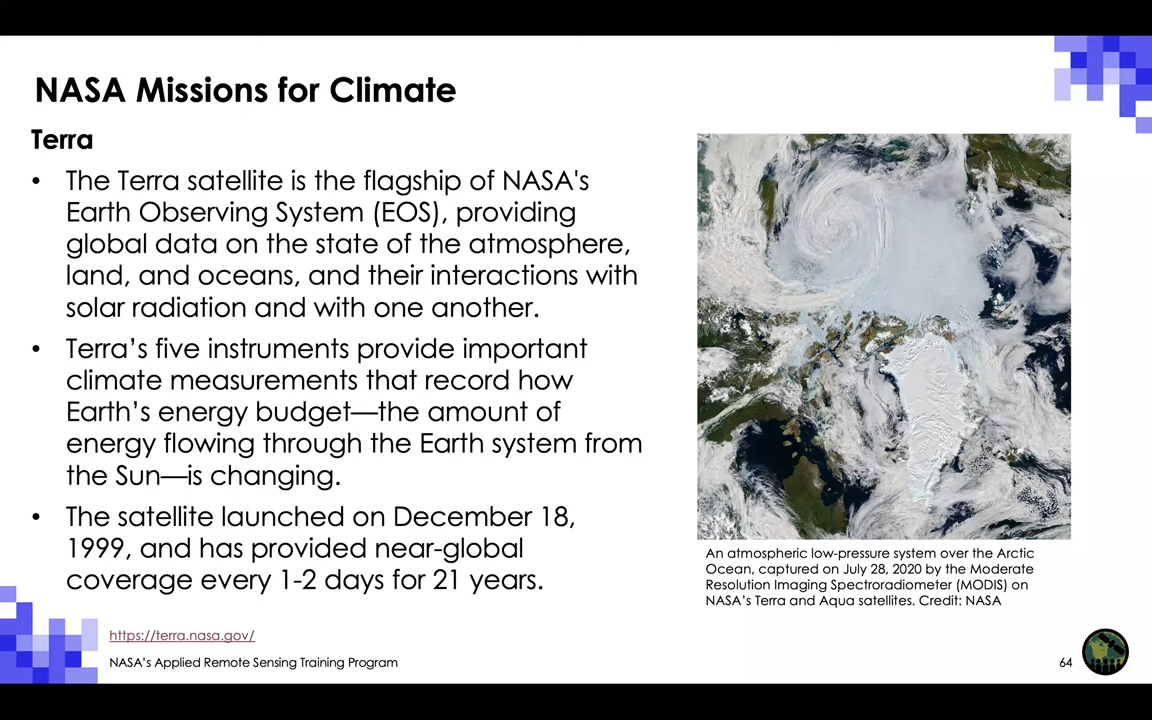 NASA Missions for Climate
Terra
• The Terra satellite is the flagship of NASA's
Earth Observing System (EOS), providing
global data on the state of the atmosphere,
land, and oceans, and their interactions with
solar radiation and with one another.
• Terra’s five instruments provide important
climate measurements that record how
Earth’s energy budget—the amount of
energy flowing through the Earth system from
the Sun—is changing.
• The satellite launched on December 18,
1999, and has provided near-global
coverage every 1-2 days for 21 years.
An atmospheric low-pressure system over the Arctic
Ocean, captured on July 28, 2020 by the Moderate
Resolution Imaging Spectroradiometer (MODIS) on
NASA’s Terra and Aqua satellites. Credit: NASA
https://terra.nasa.gov/
NASA’s Applied Remote Sensing Training Program
64